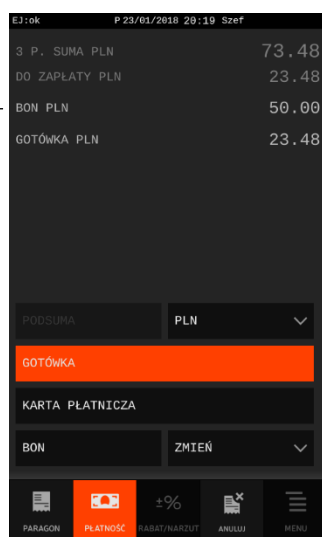 EJ:ok P 23/01/2018 20:19 Szef
3 P. SUMA PLN 73.48
DO ZAPŁATY PLN 23.48
BON PLN 50.00
GOTÓWKA PLN 23.48
PODSUMA PLN
GOTÓWKA
KARTA PŁATNICZA
BON ZMIEŃ
±%
PARAGON PŁATNOŚĆ RABAT/NARZUT ANULUJ MENU